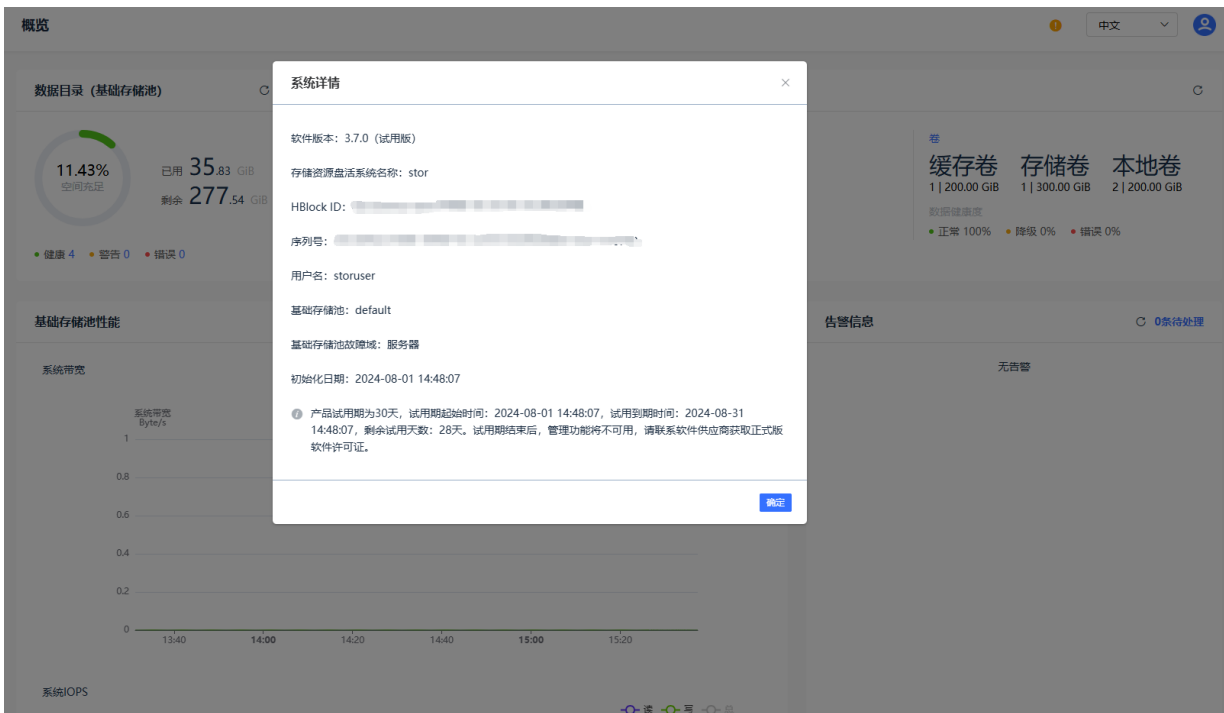 概览
中文
数据目录（基础存储池）
11.43%
空间充足
已用 35.83 GiB
剩余 277.54 GiB
健康 4 警告 0 错误 0
系统详情
软件版本：3.7.0（试用版）
存储资源盘活系统名称：stor
HBlock ID：
序列号：
用户名：storuser
基础存储池：default
基础存储池故障域：服务器
初始化日期：2024-08-01 14:48:07
产品试用期为30天，试用期起始时间：2024-08-01 14:48:07，试用到期时间：2024-08-31
14:48:07，剩余试用天数：28天。试用期结束后，管理功能将不可用，请联系软件供应商获取正式版
软件许可证。
确定
卷
缓存卷 存储卷 本地卷
1 | 200.00 GiB 1 | 300.00 GiB 2 | 200.00 GiB
数据健康度
正常 100% 降级 0% 错误 0%
基础存储池性能
系统带宽
系统带宽
Byte/s
1
0.8
0.6
0.4
0.2
0
13:40 14:00 14:20 14:40 15:00 15:20
系统IOPS
读 写 总
告警信息
0条待处理
无告警